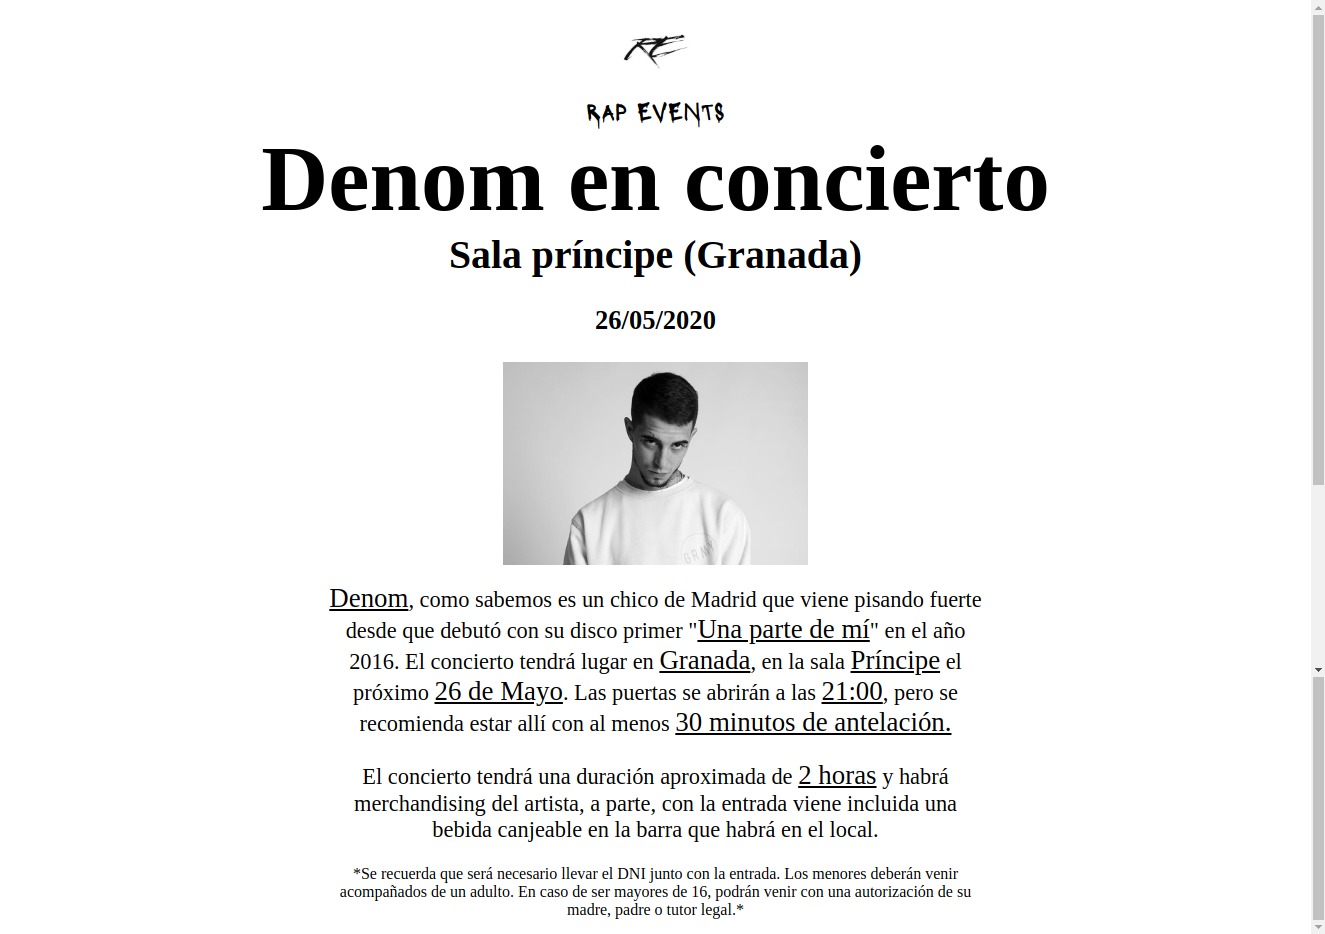 RE
RAP EVENTS
Denom en concierto
Sala príncipe (Granada)
26/05/2020
GRNY
Denom, como sabemos es un chico de Madrid que viene pisando fuerte
desde que debutó con su disco primer "Una parte de mí" en el año
2016. El concierto tendrá lugar en Granada, en la sala Príncipe el
próximo 26 de Mayo. Las puertas se abrirán a las 21:00, pero se
recomienda estar allí con al menos 30 minutos de antelación.
El concierto tendrá una duración aproximada de 2 horas y habrá
merchandising del artista, a parte, con la entrada viene incluida una
bebida canjeable en la barra que habrá en el local.
*Se recuerda que será necesario llevar el DNI junto con la entrada. Los menores deberán venir
acompañados de un adulto. En caso de ser mayores de 16, podrán venir con una autorización de su
madre, padre o tutor legal.*